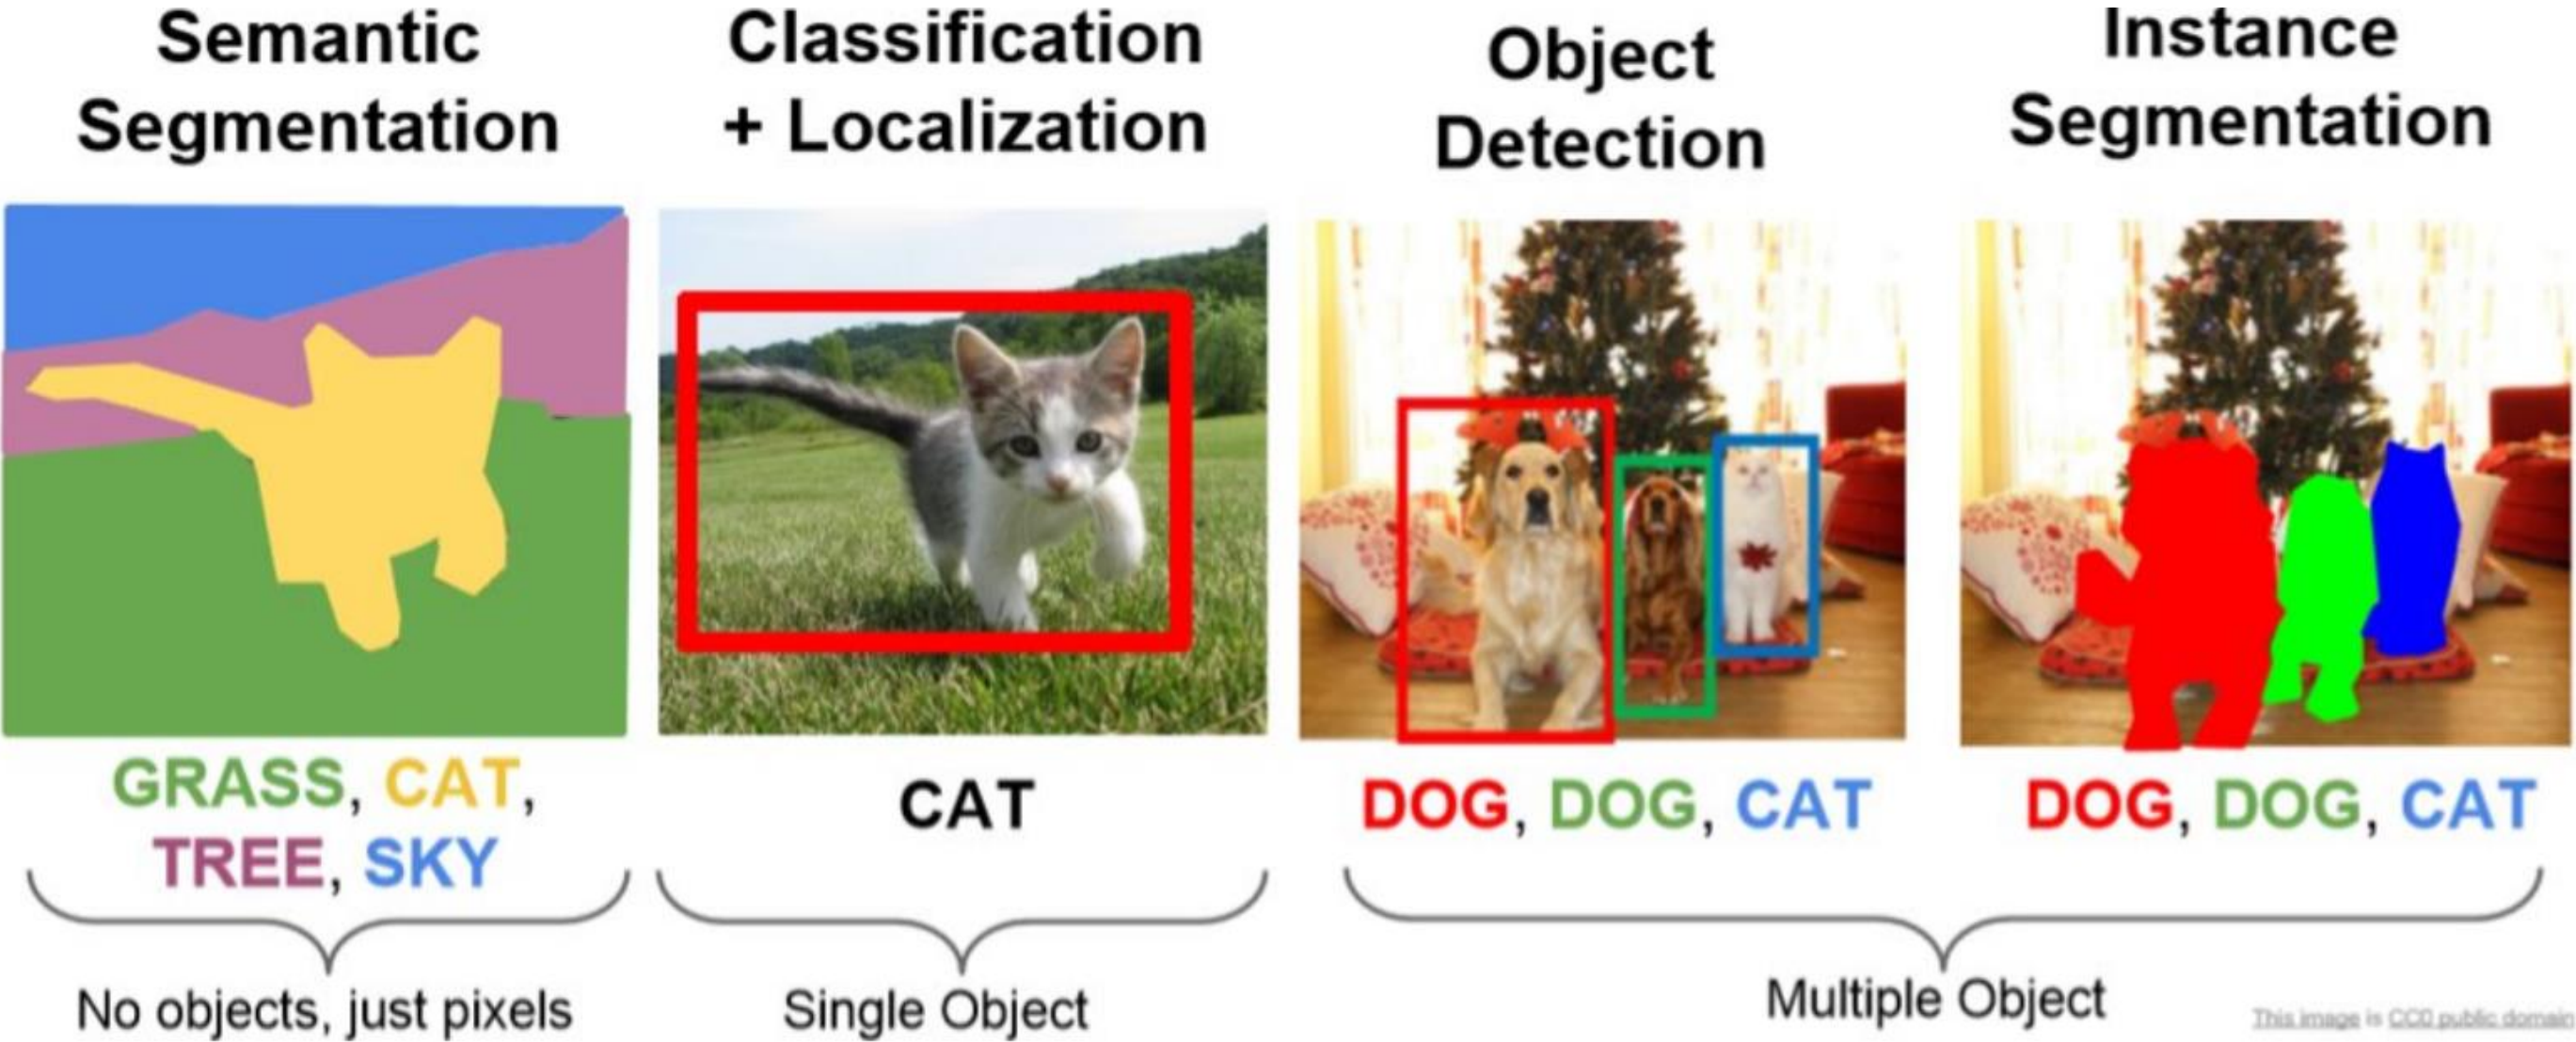 Semantic
Segmentation
Classification
+ Localization
Object
Detection
Instance
Segmentation
GRASS, CAT,
TREE, SKY
CAT
DOG, DOG, CAT
DOG, DOG, CAT
No objects, just pixels
Single Object
Multiple Object
This image is CC0 public domain